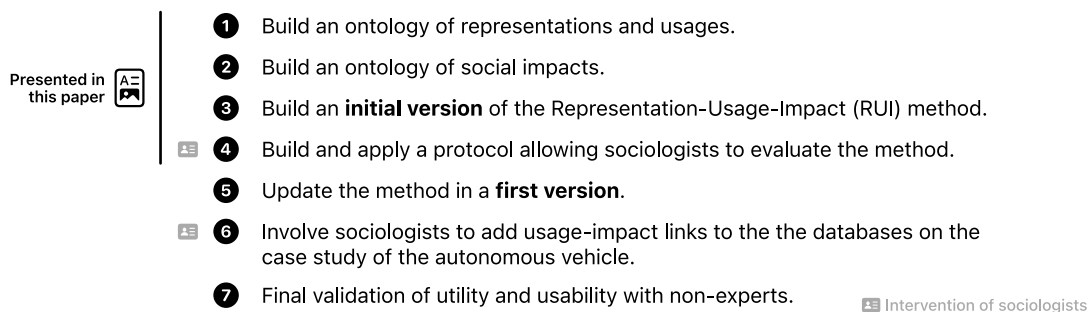 1 Build an ontology of representations and usages.
2 Build an ontology of social impacts.
Presented in
this paper
3 Build an initial version of the Representation-Usage-Impact (RUI) method.
4 Build and apply a protocol allowing sociologists to evaluate the method.
5 Update the method in a first version.
6 Involve sociologists to add usage-impact links to the the databases on the
case study of the autonomous vehicle.
7 Final validation of utility and usability with non-experts.
Intervention of sociologists